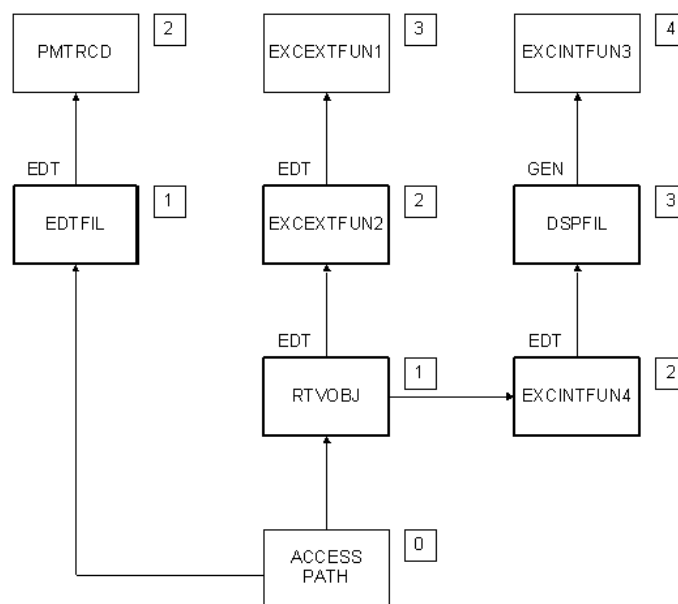 PMTRCD
2
EXCEXTFUN1
3
EXCINTFUN3
4
EDT
EDT
GEN
EDTFIL
1
EXCEXTFUN2
2
DSPFIL
3
EDT
EDT
RTVOBJ
1
EXCINTFUN4
2
ACCESS
PATH
0